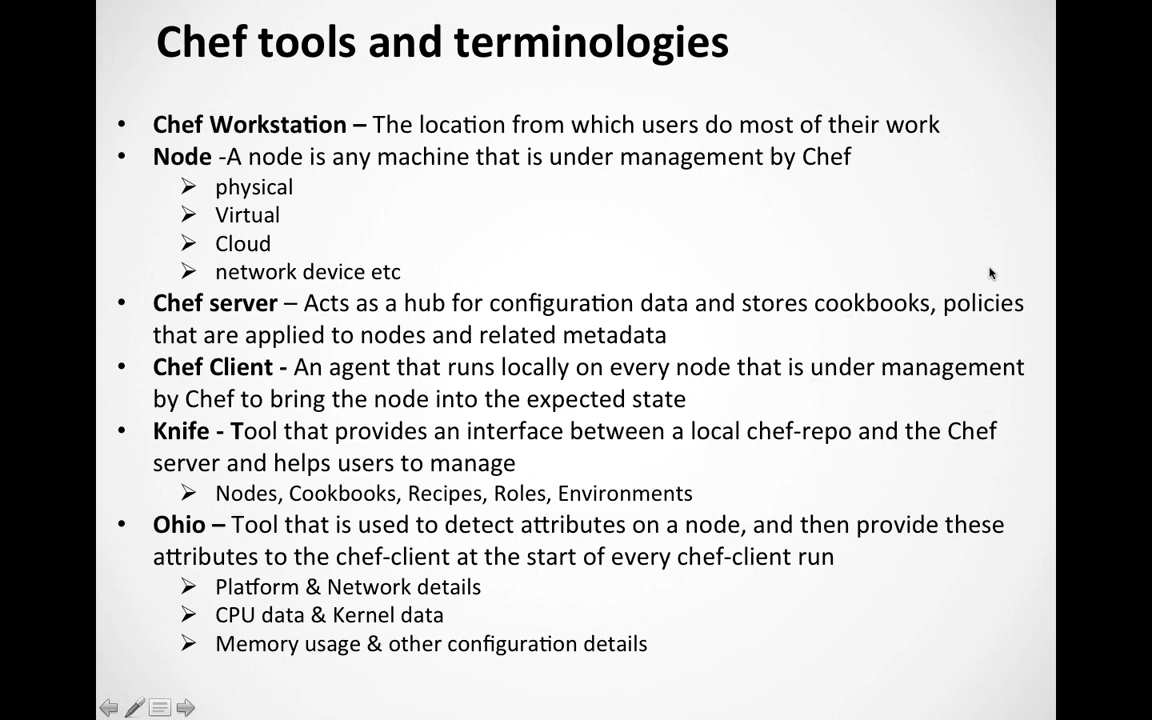 Chef tools and terminologies
• Chef Workstation – The location from which users do most of their work
• Node -A node is any machine that is under management by Chef
➢ physical
➢ Virtual
➢ Cloud
➢ network device etc
• Chef server – Acts as a hub for configuration data and stores cookbooks, policies
that are applied to nodes and related metadata
• Chef Client - An agent that runs locally on every node that is under management
by Chef to bring the node into the expected state
• Knife - Tool that provides an interface between a local chef-repo and the Chef
server and helps users to manage
➢ Nodes, Cookbooks, Recipes, Roles, Environments
• Ohio – Tool that is used to detect attributes on a node, and then provide these
attributes to the chef-client at the start of every chef-client run
➢ Platform & Network details
➢ CPU data & Kernel data
➢ Memory usage & other configuration details